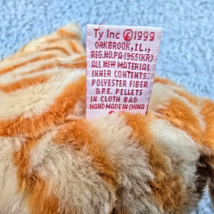 Ty Inc ©1999
OAKBROOK, IL.,
REG.NO.PA-1965(KR)
ALL NEW MATERIAL
INNER CONTENTS:
POLYESTER FIBER
& P.E. PELLETS
IN CLOTH BAG
HAND MADE IN